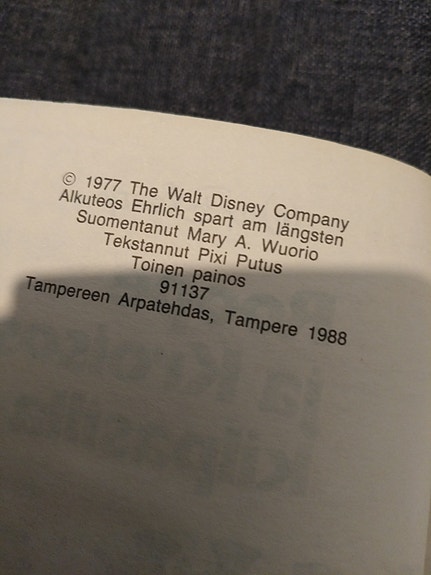 © 1977 The Walt Disney Company
Alkuteos Ehrlich spart am längsten
Suomentanut Mary A. Wuorio
Tekstannut Pixi Putus
Toinen painos
91137
Tampereen Arpatehdas, Tampere 1988